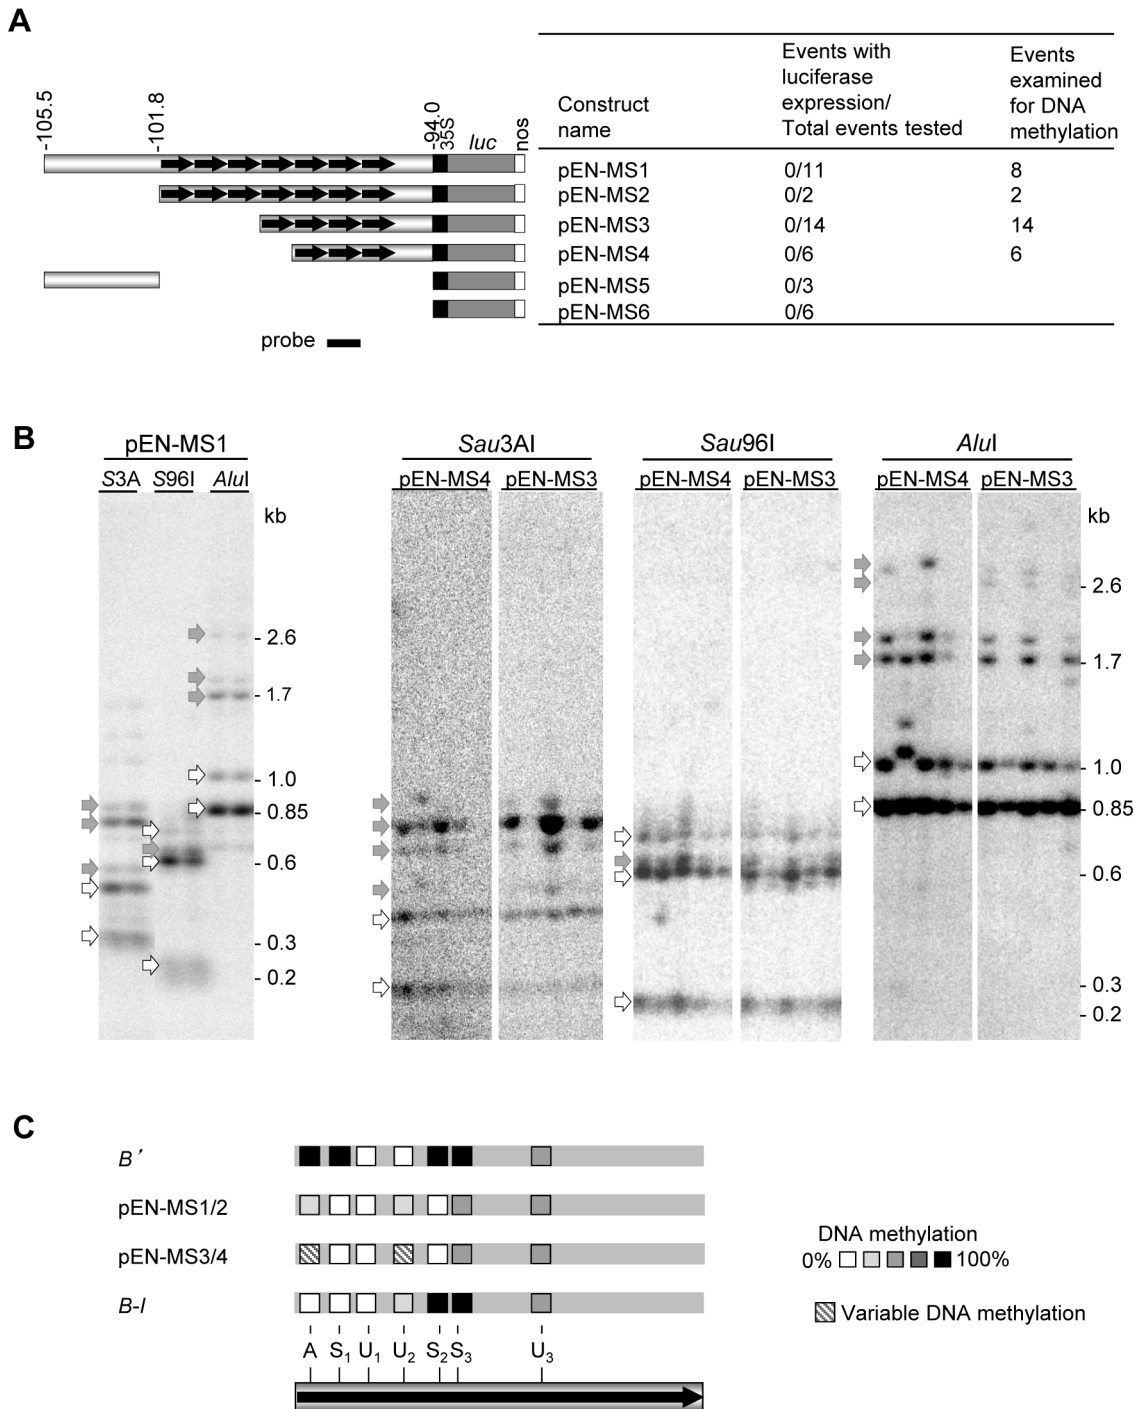 A
-105.5
-101.8
-94.0
35S
luc
nos
Construct name
Events with luciferase expression/ Total events tested
Events examined for DNA methylation
pEN-MS1 0/11 8
pEN-MS2 0/2 2
pEN-MS3 0/14 14
pEN-MS4 0/6 6
pEN-MS5 0/3
pEN-MS6 0/6
probe
B
pEN-MS1
S3A S96I AluI
kb
- 2.6
- 1.7
- 1.0
- 0.85
- 0.6
- 0.3
- 0.2
Sau3AI
pEN-MS4 pEN-MS3
Sau96I
pEN-MS4 pEN-MS3
AluI
pEN-MS4 pEN-MS3
kb
- 2.6
- 1.7
- 1.0
- 0.85
- 0.6
- 0.3
- 0.2
C
B'
pEN-MS1/2
pEN-MS3/4
B-I
A S1 U1 U2 S2 S3 U3
DNA methylation
0% 100%
Variable DNA methylation